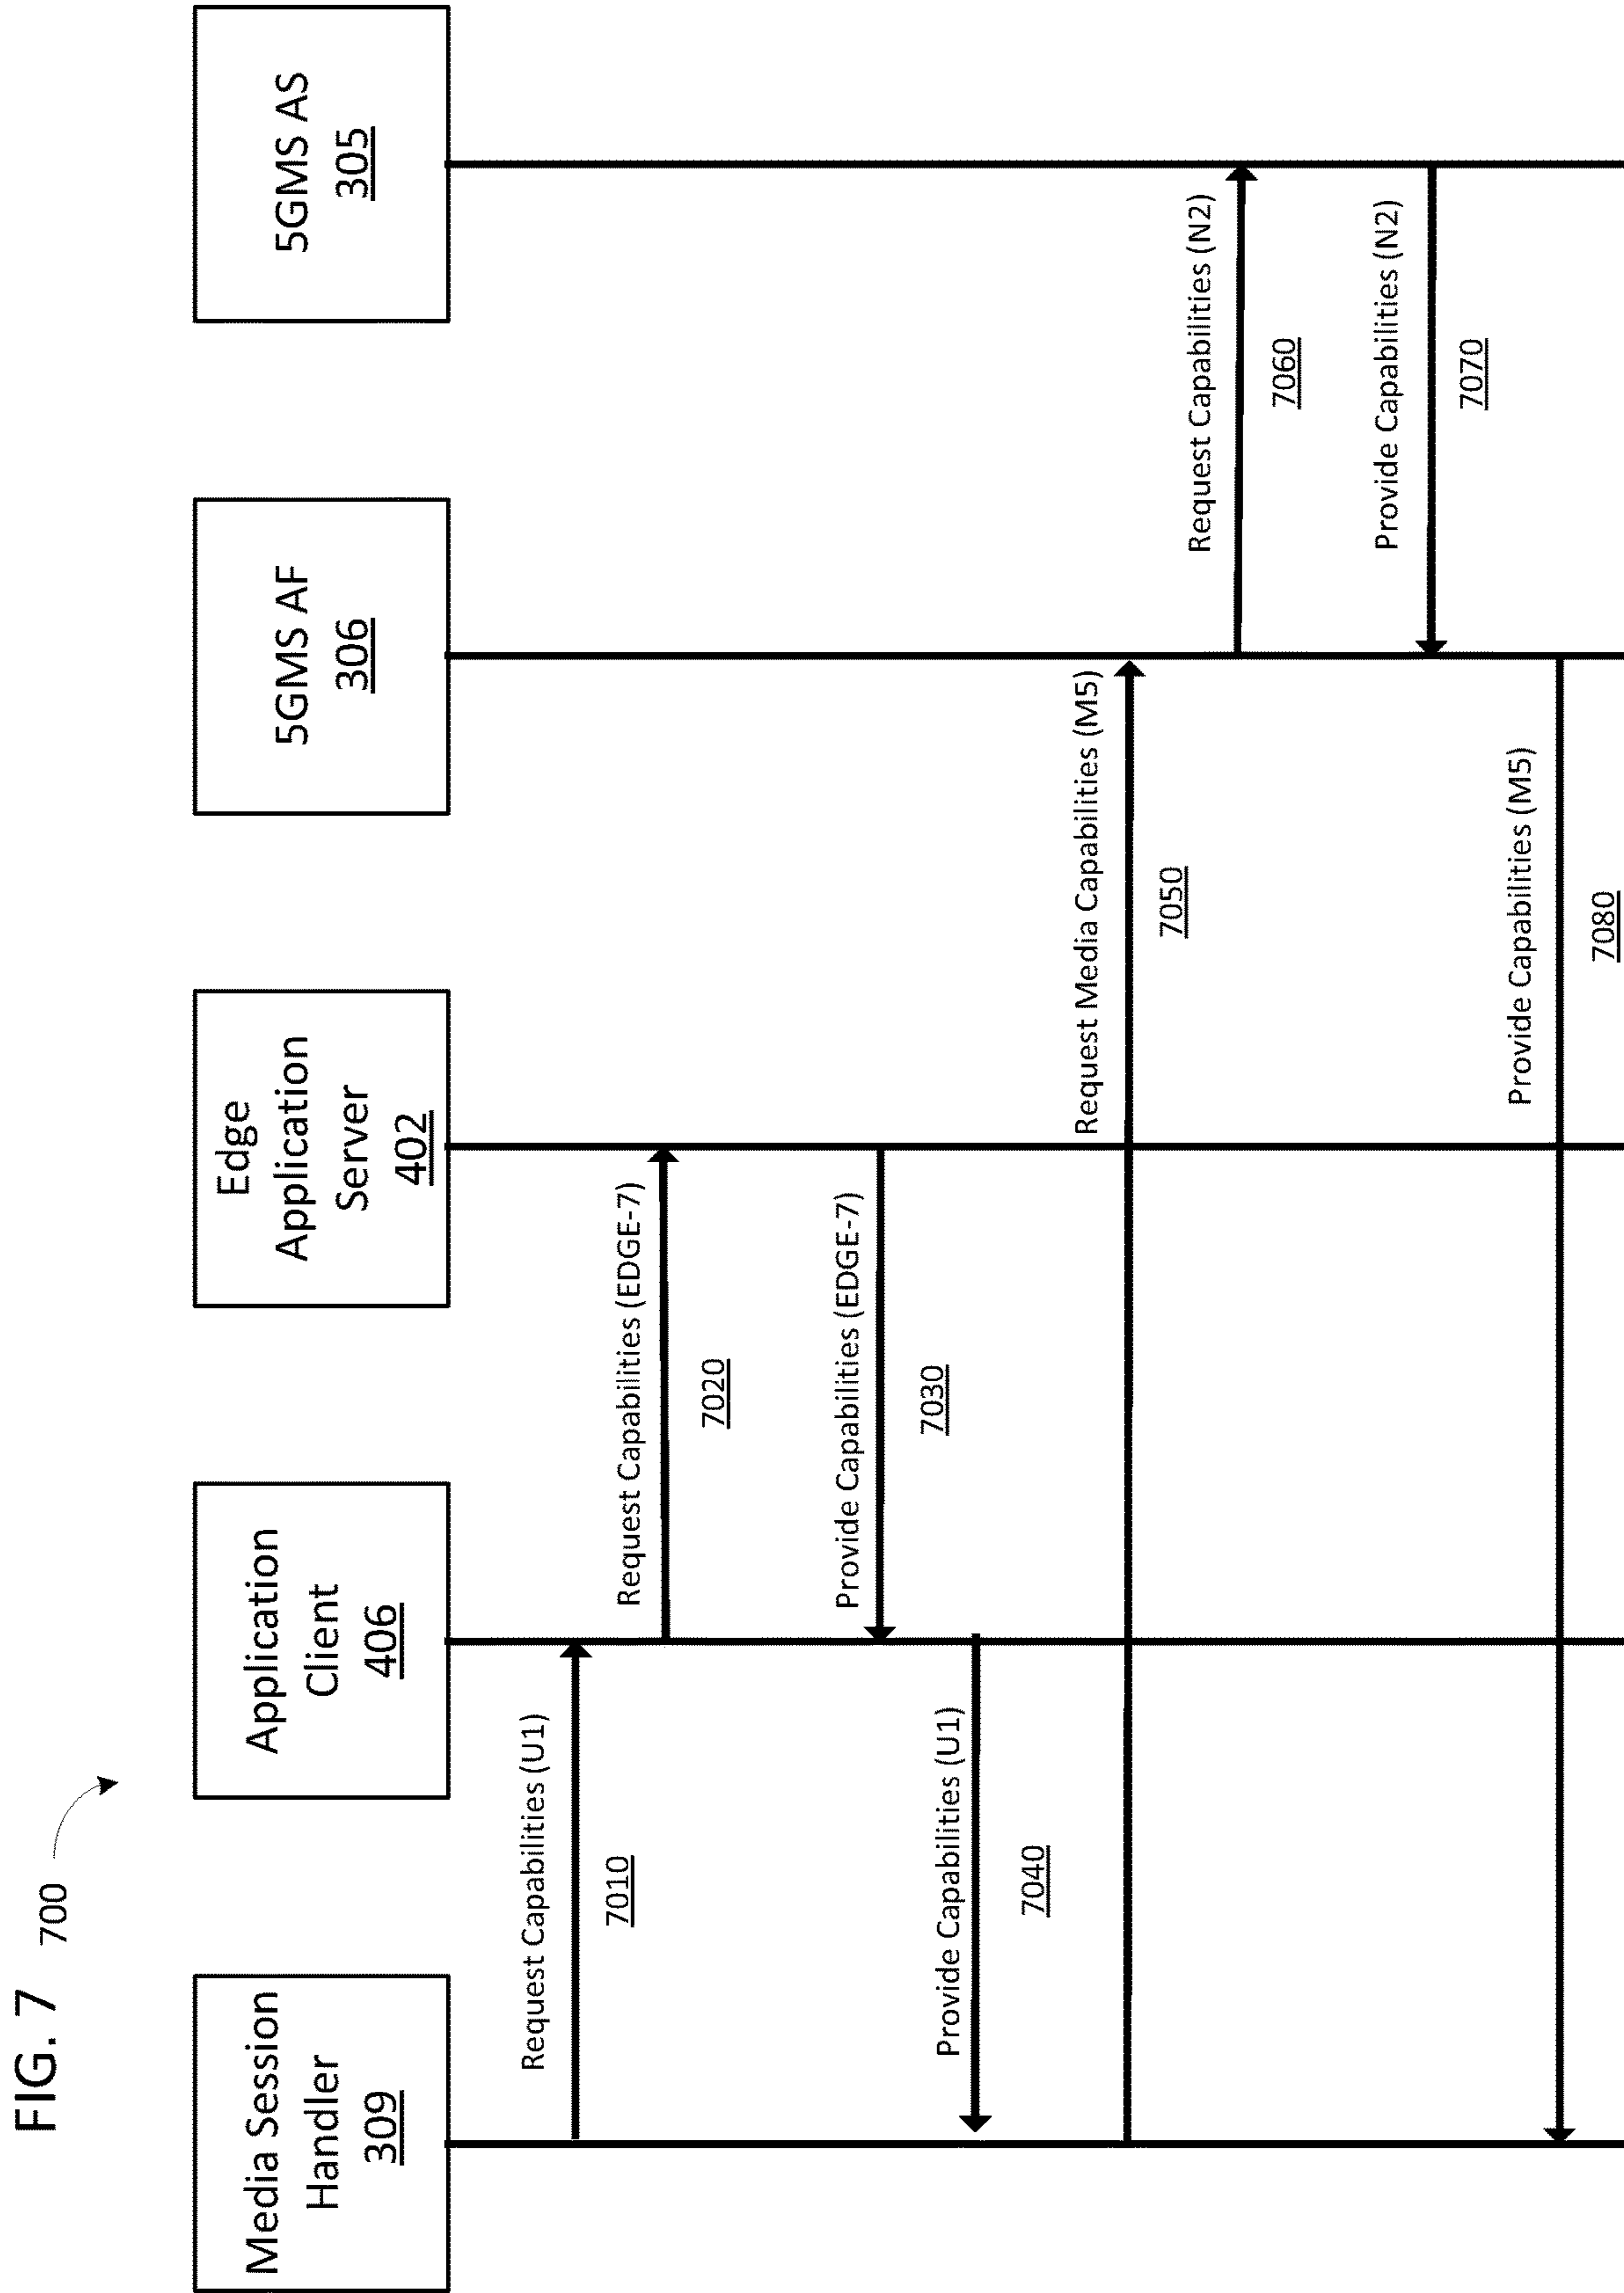 FIG. 7
700
Media Session
Handler
309
Application
Client
406
Edge
Application
Server
402
5GMS AF
306
5GMS AS
305
Request Capabilities (U1)
7010
Request Capabilities (EDGE-7)
7020
Provide Capabilities (EDGE-7)
7030
Provide Capabilities (U1)
7040
Request Media Capabilities (M5)
7050
Request Capabilities (N2)
7060
Provide Capabilities (N2)
7070
Provide Capabilities (M5)
7080